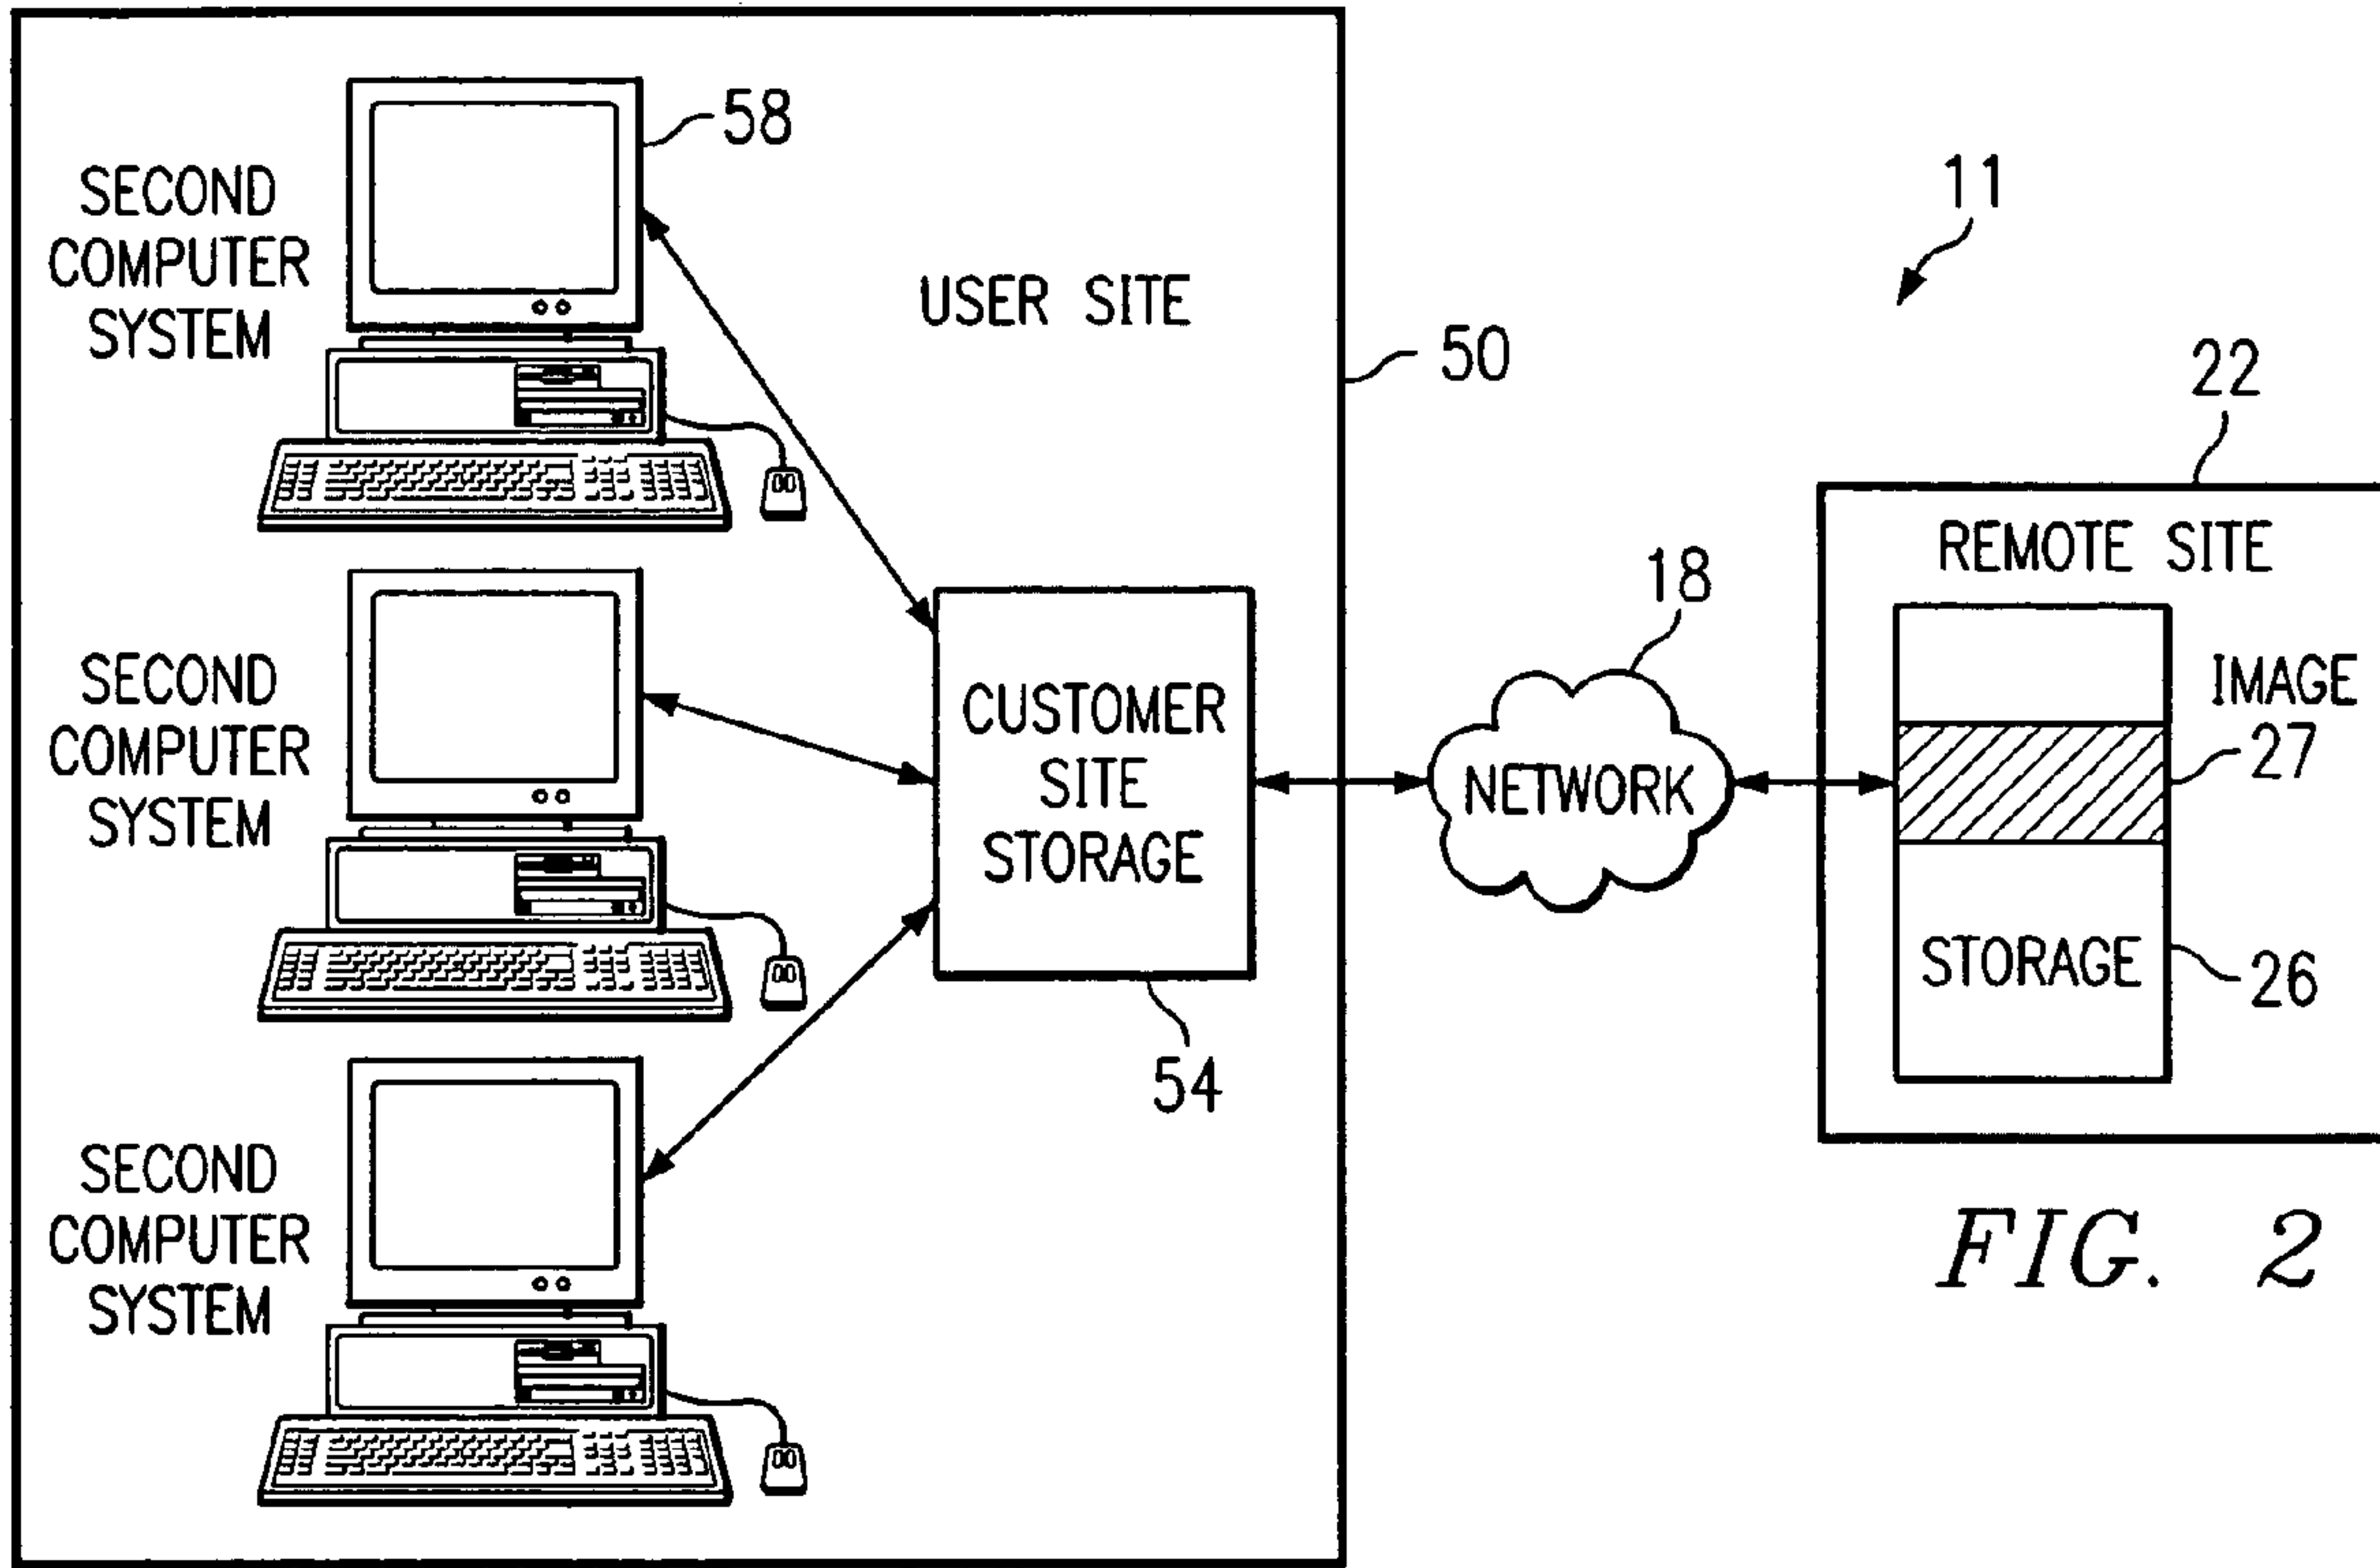 SECOND
COMPUTER
SYSTEM
58
USER SITE
50
SECOND
COMPUTER
SYSTEM
CUSTOMER
SITE
STORAGE
54
SECOND
COMPUTER
SYSTEM
18
NETWORK
11
22
REMOTE SITE
IMAGE
27
STORAGE
26
FIG. 2